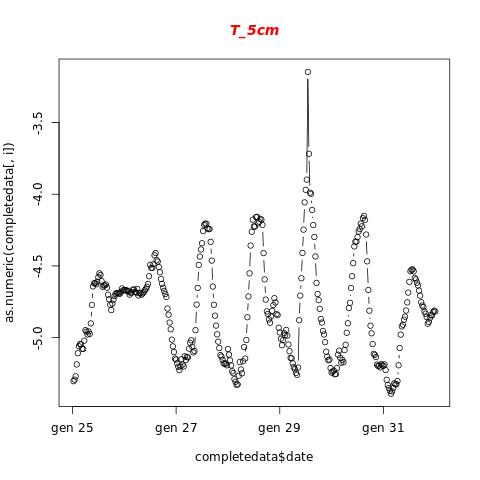 T_5cm
as.numeric(completedata[, i])
-3.5
-4.0
-4.5
-5.0
gen 25
gen 27
gen 29
gen 31
completedata$date